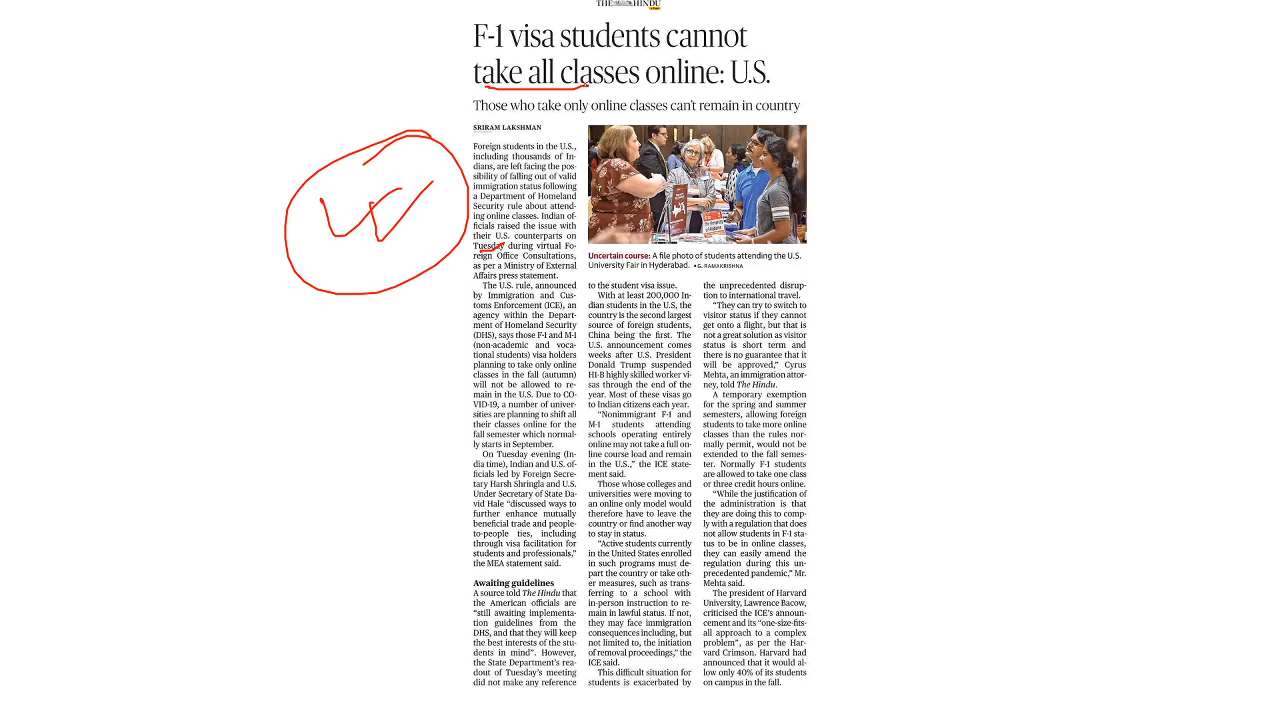 THE HINDU
F-1 visa students cannot
take all classes online: U.S.
Those who take only online classes can't remain in country
SRIRAM LAKSHMAN
Foreign students in the U.S.,
including thousands of In-
dians, are left facing the pos-
sibility of falling out of valid
immigration status following
a Department of Homeland
Security rule about attend-
ing online classes. Indian of-
ficials raised the issue with
their U.S. counterparts on
Tuesday during virtual Fo-
reign Office Consultations,
as per a Ministry of External
Affairs press statement.
The U.S. rule, announced
by Immigration and Cus-
toms Enforcement (ICE), an
agency within the Depart-
ment of Homeland Security
(DHS), says those F-1 and M-1
(non-academic and voca-
tional students) visa holders
planning to take only online
classes in the fall (autumn)
will not be allowed to re-
main in the U.S. Due to CO-
VID-19, a number of univer-
sities are planning to shift all
their classes online for the
fall semester which normal-
ly starts in September.
On Tuesday evening (In-
dia time), Indian and U.S. of-
ficials led by Foreign Secre-
tary Harsh Shringla and U.S.
Under Secretary of State Da-
vid Hale “discussed ways to
further enhance mutually
beneficial trade and people-
to-people ties, including
through visa facilitation for
students and professionals,”
the MEA statement said.
Awaiting guidelines
A source told The Hindu that
the American officials are
“still awaiting implementa-
tion guidelines from the
DHS, and that they will keep
the best interests of the stu-
dents in mind”. However,
the State Department's rea-
dout of Tuesday's meeting
did not make any reference
Uncertain course: A file photo of students attending the U.S.
University Fair in Hyderabad. •G. RAMAKRISHNA
to the student visa issue.
With at least 200,000 In-
dian students in the U.S, the
country is the second largest
source of foreign students,
China being the first. The
U.S. announcement comes
weeks after U.S. President
Donald Trump suspended
H1-B highly skilled worker vi-
sas through the end of the
year. Most of these visas go
to Indian citizens each year.
“Nonimmigrant F-1 and
M-1 students attending
schools operating entirely
online may not take a full on-
line course load and remain
in the U.S.,” the ICE state-
ment said.
Those whose colleges and
universities were moving to
an online only model would
therefore have to leave the
country or find another way
to stay in status.
“Active students currently
in the United States enrolled
in such programs must de-
part the country or take oth-
er measures, such as trans-
ferring to a school with
in-person instruction to re-
main in lawful status. If not,
they may face immigration
consequences including, but
not limited to, the initiation
of removal proceedings,” the
ICE said.
This difficult situation for
students is exacerbated by
the unprecedented disrup-
tion to international travel.
“They can try to switch to
visitor status if they cannot
get onto a flight, but that is
not a great solution as visitor
status is short term and
there is no guarantee that it
will be approved,” Cyrus
Mehta, an immigration attor-
ney, told The Hindu.
A temporary exemption
for the spring and summer
semesters, allowing foreign
students to take more online
classes than the rules nor-
mally permit, would not be
extended to the fall semes-
ter. Normally F-1 students
are allowed to take one class
or three credit hours online.
“While the justification of
the administration is that
they are doing this to comp-
ly with a regulation that does
not allow students in F-1 sta-
tus to be in online classes,
they can easily amend the
regulation during this un-
precedented pandemic,” Mr.
Mehta said.
The president of Harvard
University, Lawrence Bacow,
criticised the ICE's announ-
cement and its “one-size-fits-
all approach to a complex
problem”, as per the Har-
vard Crimson. Harvard had
announced that it would al-
low only 40% of its students
on campus in the fall.